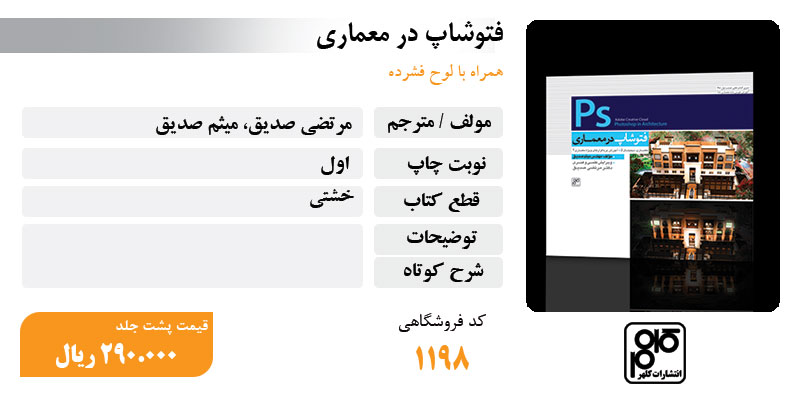 فتوشاپ در معماری
همراه با لوح فشرده
مولف / مترجم
مرتضی صدیق، میثم صدیق
نوبت چاپ
اول
قطع کتاب
خشتی
توضیحات
شرح کوتاه
قیمت پشت جلد
۲۹۰.۰۰۰ ریال
کد فروشگاهی
۱۱۹۸
Ps
Adobe Creative Cloud
Photoshop in Architecture
فتوشاپ در معماری
انتشارات کلهر